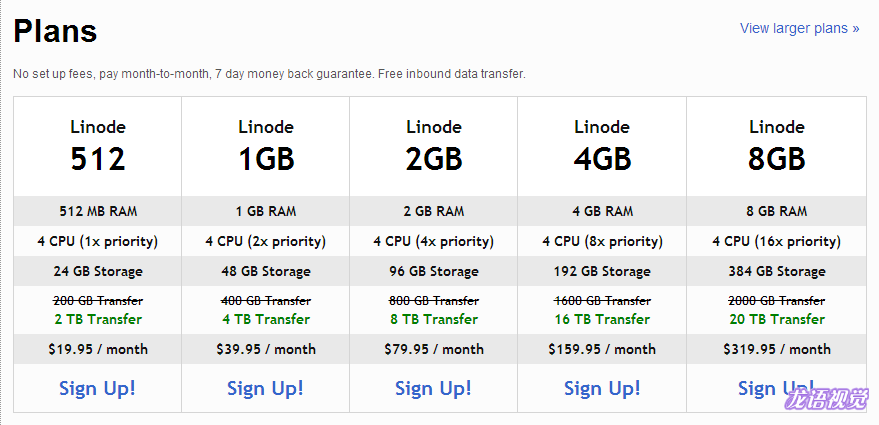 Plans
View larger plans »
No set up fees, pay month-to-month, 7 day money back guarantee. Free inbound data transfer.
Linode Linode Linode Linode Linode
512 1GB 2GB 4GB 8GB
512 MB RAM 1 GB RAM 2 GB RAM 4 GB RAM 8 GB RAM
4 CPU (1x priority) 4 CPU (2x priority) 4 CPU (4x priority) 4 CPU (8x priority) 4 CPU (16x priority)
24 GB Storage 48 GB Storage 96 GB Storage 192 GB Storage 384 GB Storage
200 GB Transfer 400 GB Transfer 800 GB Transfer 1600 GB Transfer 2000 GB Transfer
2 TB Transfer 4 TB Transfer 8 TB Transfer 16 TB Transfer 20 TB Transfer
$19.95 / month $39.95 / month $79.95 / month $159.95 / month $319.95 / month
Sign Up! Sign Up! Sign Up! Sign Up! Sign Up!
龙语视觉